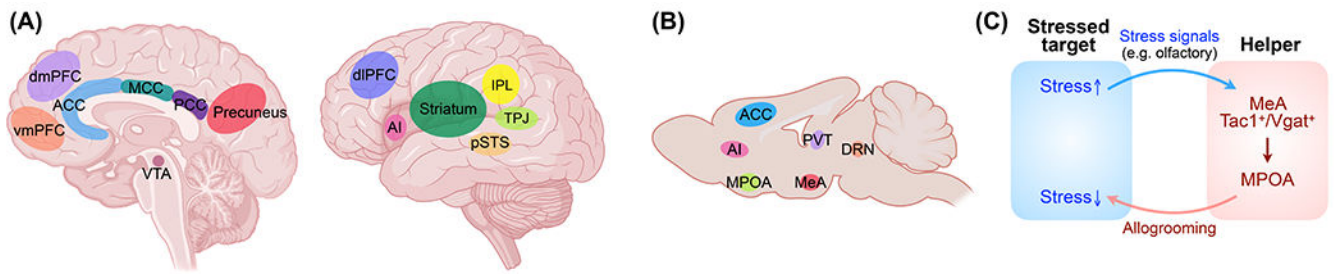 (A)
dmPFC
ACC
MCC
PCC
Precuneus
vmPFC
VTA
dlPFC
IPL
Striatum
AI
TPJ
pSTS
(B)
ACC
PVT
AI
DRN
MPOA
MeA
(C)
Stressed
target
Stress signals
(e.g. olfactory)
Helper
Stress↑
MeA
Tac1⁺/Vgat⁺
↓
MPOA
Stress↓
Allogrooming